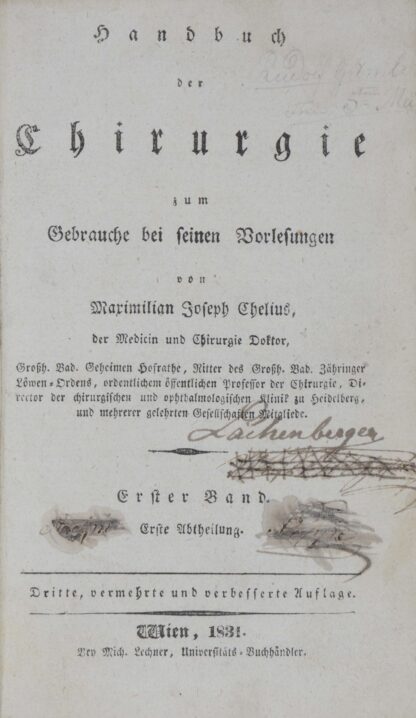 Handbuch
der
Chirurgie
zum
Gebrauche bei seinen Vorlesungen
von
Maximilian Joseph Chelius,
der Medicin und Chirurgie Doktor,
Großh. Bad. Geheimen Hofrathe, Ritter des Großh. Bad. Zähringer
Löwen-Ordens, ordentlichem öffentlichen Professor der Chirurgie, Di-
rector der chirurgischen und ophthalmologischen Klinik zu Heidelberg,
und mehrerer gelehrten Gesellschaften Mitgliede.
Lachenberger
Erster Band.
Erste Abtheilung.
Dritte, vermehrte und verbesserte Auflage.
Wien, 1831.
Bey Mich. Lechner, Universitäts-Buchhändler.